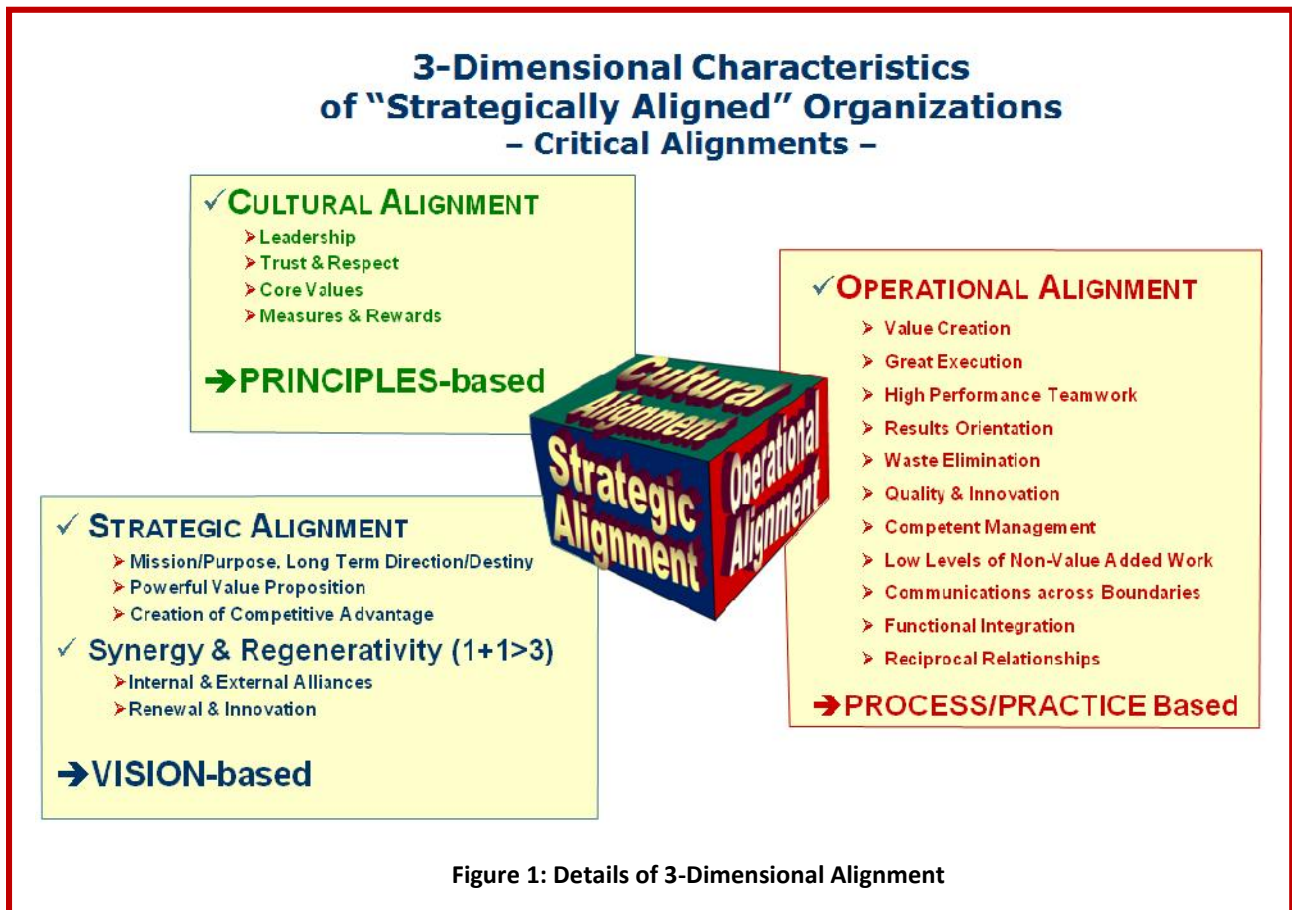 3-Dimensional Characteristics
of “Strategically Aligned” Organizations
– Critical Alignments –
✓CULTURAL ALIGNMENT
➢Leadership
➢Trust & Respect
➢Core Values
➢Measures & Rewards
➔PRINCIPLES-based
✓ STRATEGIC ALIGNMENT
➢Mission/Purpose, Long Term Direction/Destiny
➢Powerful Value Proposition
➢Creation of Competitive Advantage
✓ Synergy & Regenerativity (1+1>3)
➢Internal & External Alliances
➢Renewal & Innovation
➔VISION-based
Cultural
Alignment
Strategic
Alignment
Operational
Alignment
✓OPERATIONAL ALIGNMENT
➢ Value Creation
➢ Great Execution
➢ High Performance Teamwork
➢ Results Orientation
➢ Waste Elimination
➢ Quality & Innovation
➢ Competent Management
➢ Low Levels of Non-Value Added Work
➢ Communications across Boundaries
➢ Functional Integration
➢ Reciprocal Relationships
➔PROCESS/PRACTICE Based
Figure 1: Details of 3-Dimensional Alignment